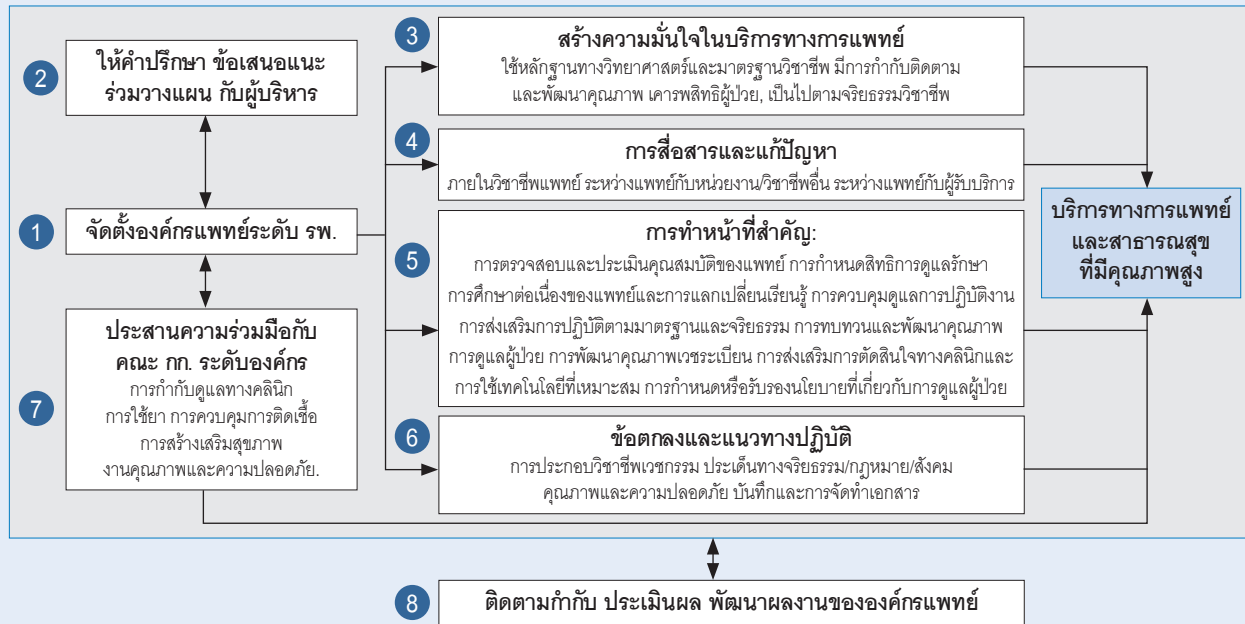 2
ให้คำปรึกษา ข้อเสนอแนะ
ร่วมวางแผน กับผู้บริหาร
1
จัดตั้งองค์กรแพทย์ระดับ รพ.
7
ประสานความร่วมมือกับ
คณะ กก. ระดับองค์กร
การกำกับดูแลทางคลินิก
การใช้ยา การควบคุมการติดเชื้อ
การสร้างเสริมสุขภาพ
งานคุณภาพและความปลอดภัย.
3
สร้างความมั่นใจในบริการทางการแพทย์
ใช้หลักฐานทางวิทยาศาสตร์และมาตรฐานวิชาชีพ มีการกำกับติดตาม
และพัฒนาคุณภาพ เคารพสิทธิผู้ป่วย, เป็นไปตามจริยธรรมวิชาชีพ
4
การสื่อสารและแก้ปัญหา
ภายในวิชาชีพแพทย์ ระหว่างแพทย์กับหน่วยงาน/วิชาชีพอื่น ระหว่างแพทย์กับผู้รับบริการ
5
การทำหน้าที่สำคัญ:
การตรวจสอบและประเมินคุณสมบัติของแพทย์ การกำหนดสิทธิการดูแลรักษา
การศึกษาต่อเนื่องของแพทย์และการแลกเปลี่ยนเรียนรู้ การควบคุมดูแลการปฏิบัติงาน
การส่งเสริมการปฏิบัติตามมาตรฐานและจริยธรรม การทบทวนและพัฒนาคุณภาพ
การดูแลผู้ป่วย การพัฒนาคุณภาพเวชระเบียน การส่งเสริมการตัดสินใจทางคลินิกและ
การใช้เทคโนโลยีที่เหมาะสม การกำหนดหรือรับรองนโยบายที่เกี่ยวกับการดูแลผู้ป่วย
6
ข้อตกลงและแนวทางปฏิบัติ
การประกอบวิชาชีพเวชกรรม ประเด็นทางจริยธรรม/กฎหมาย/สังคม
คุณภาพและความปลอดภัย บันทึกและการจัดทำเอกสาร
บริการทางการแพทย์
และสาธารณสุข
ที่มีคุณภาพสูง
8
ติดตามกำกับ ประเมินผล พัฒนาผลงานขององค์กรแพทย์